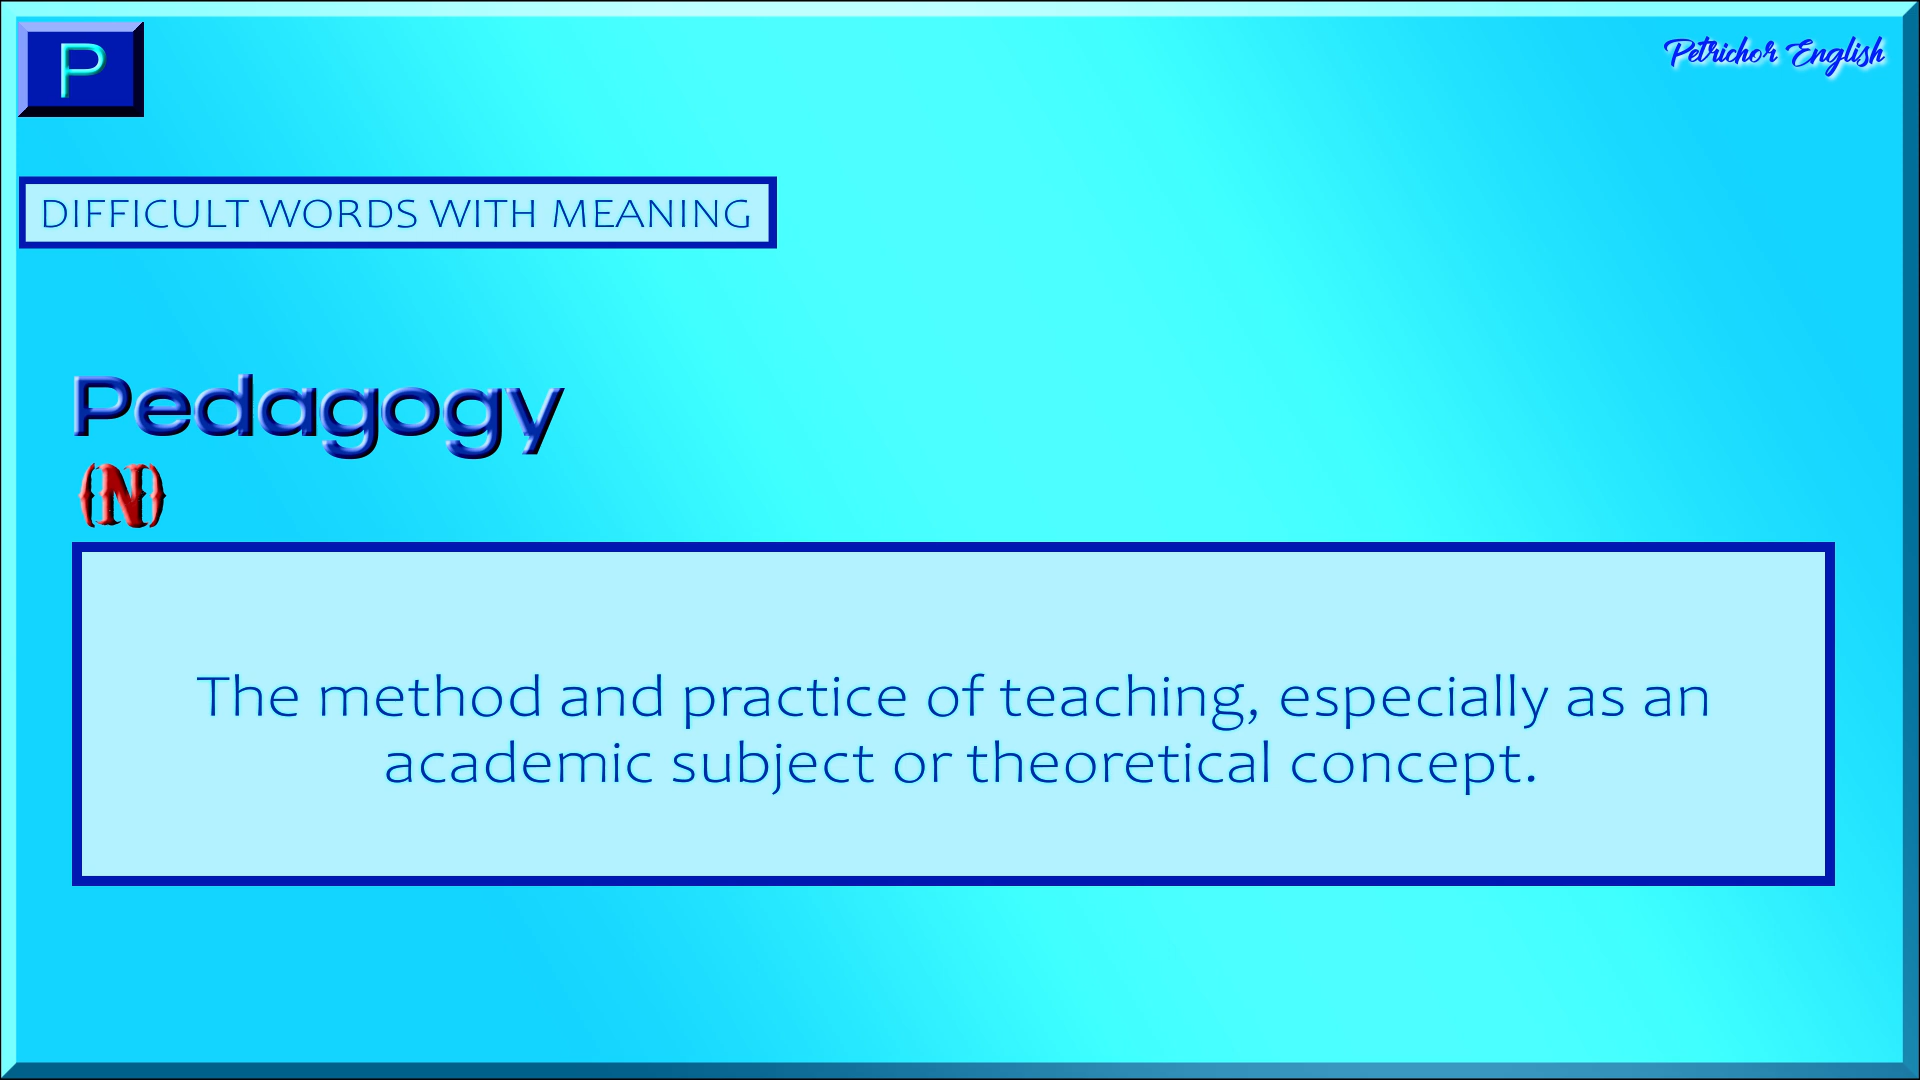 P
Petrichor English
DIFFICULT WORDS WITH MEANING
Pedagogy
(N)
The method and practice of teaching, especially as an
academic subject or theoretical concept.